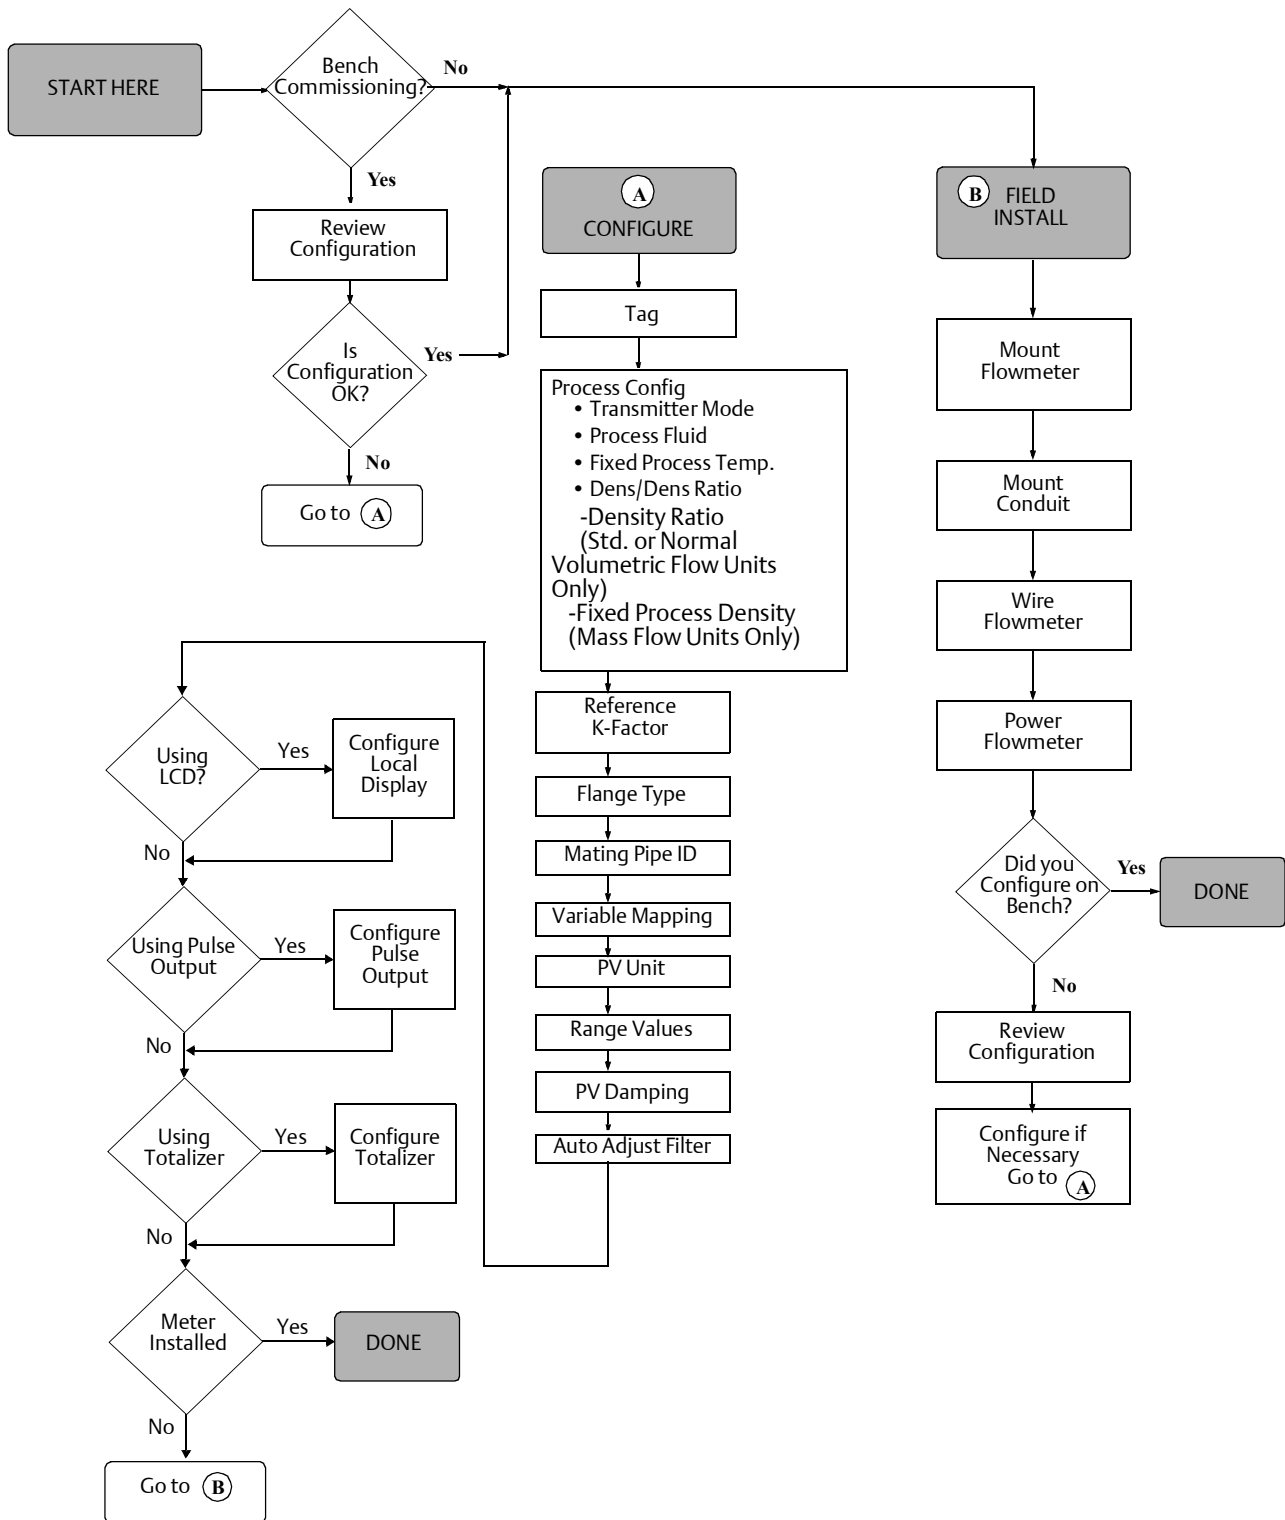 START HERE
Bench
Commissioning?
No
Yes
Review
Configuration
Is
Configuration
OK?
Yes
No
Go to A
A
CONFIGURE
Tag
Process Config
• Transmitter Mode
• Process Fluid
• Fixed Process Temp.
• Dens/Dens Ratio
-Density Ratio
(Std. or Normal
Volumetric Flow Units
Only)
-Fixed Process Density
(Mass Flow Units Only)
Reference
K-Factor
Flange Type
Mating Pipe ID
Variable Mapping
PV Unit
Range Values
PV Damping
Auto Adjust Filter
Using
LCD?
Yes
Configure
Local
Display
No
Using Pulse
Output
Yes
Configure
Pulse
Output
No
Using
Totalizer
Yes
Configure
Totalizer
No
Meter
Installed
Yes
DONE
No
Go to B
B FIELD
INSTALL
Mount
Flowmeter
Mount
Conduit
Wire
Flowmeter
Power
Flowmeter
Did you
Configure on
Bench?
Yes
DONE
No
Review
Configuration
Configure if
Necessary
Go to A